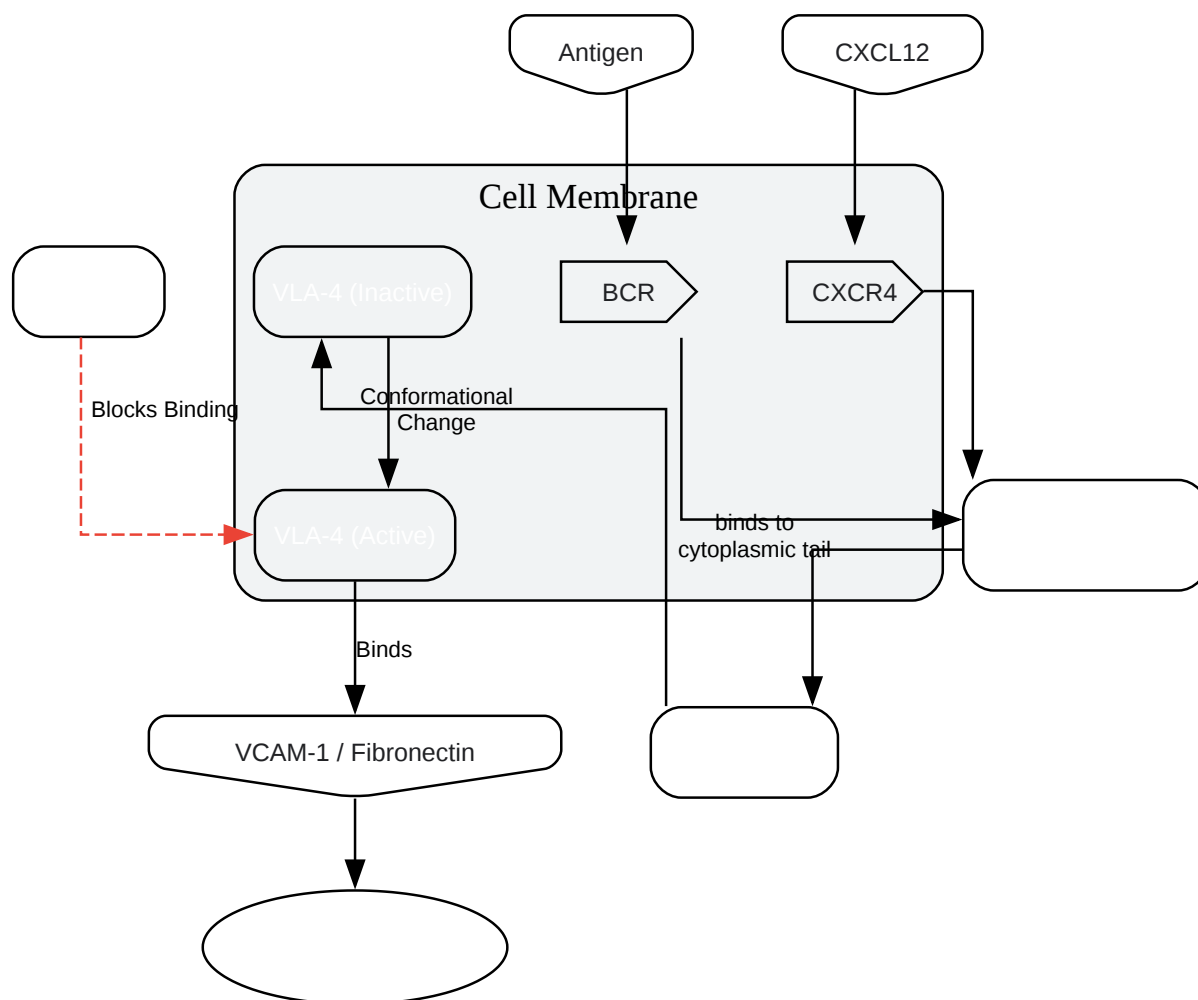 Antigen
CXCL12
Cell Membrane
VLA-4 (Inactive)
BCR
CXCR4
Conformational
Change
Blocks Binding
VLA-4 (Active)
binds to
cytoplasmic tail
Binds
VCAM-1 / Fibronectin